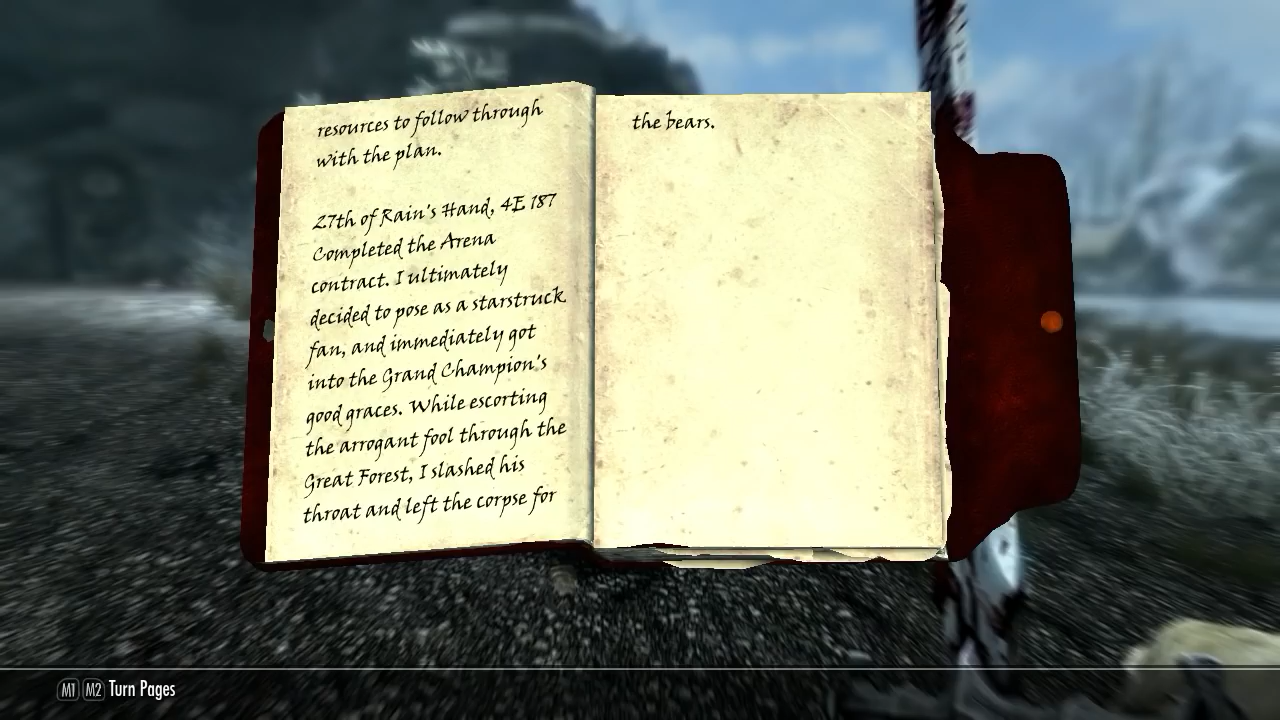 resources to follow through
with the plan.
27th of Rain's Hand, 4E 187
Completed the Arena
contract. I ultimately
decided to pose as a starstruck
fan, and immediately got
into the Grand Champion's
good graces. While escorting
the arrogant fool through the
Great Forest, I slashed his
throat and left the corpse for
the bears.
M1 M2 Turn Pages